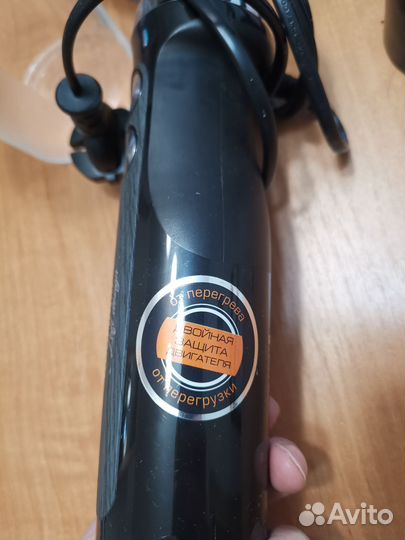 от перегрева
ДВОЙНАЯ
ЗАЩИТА
ДВИГАТЕЛЯ
от перегрузки
Avito